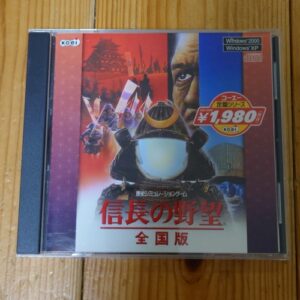 KOEI
Windows 2000
Windows XP
コーエー
定番シリーズ
¥1,980
KOEI
歴史シミュレーションゲーム
信長の野望
全国版